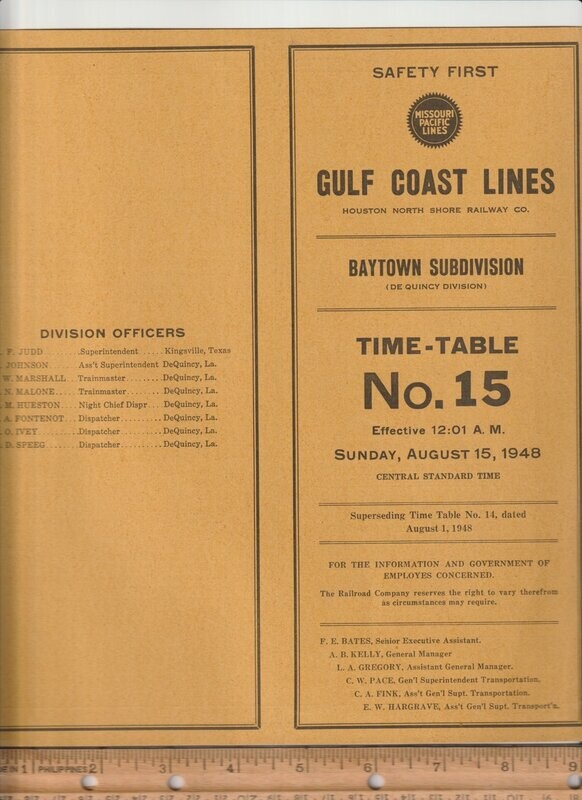 DIVISION OFFICERS
F. JUDD Superintendent Kingsville, Texas
JOHNSON Ass't Superintendent DeQuincy, La.
W. MARSHALL Trainmaster DeQuincy, La.
N. MALONE Trainmaster DeQuincy, La.
M. HUESTON Night Chief Dispr DeQuincy, La.
A. FONTENOT Dispatcher DeQuincy, La.
O. IVEY Dispatcher DeQuincy, La.
D. SPEEG Dispatcher DeQuincy, La.
SAFETY FIRST
MISSOURI
PACIFIC
LINES
GULF COAST LINES
HOUSTON NORTH SHORE RAILWAY CO.
BAYTOWN SUBDIVISION
(DE QUINCY DIVISION)
TIME-TABLE
No. 15
Effective 12:01 A. M.
SUNDAY, AUGUST 15, 1948
CENTRAL STANDARD TIME
Superseding Time Table No. 14, dated
August 1, 1948
FOR THE INFORMATION AND GOVERNMENT OF
EMPLOYES CONCERNED.
The Railroad Company reserves the right to vary therefrom
as circumstances may require.
F. E. BATES, Senior Executive Assistant.
A. B. KELLY, General Manager
L. A. GREGORY, Assistant General Manager.
C. W. PACE, Gen'l Superintendent Transportation.
C. A. FINK, Ass't Gen'l Supt. Transportation.
E. W. HARGRAVE, Ass't Gen'l Supt. Transport'n.
IN 1 PHILIPPINES 2 3 4 5 6 7 8 9